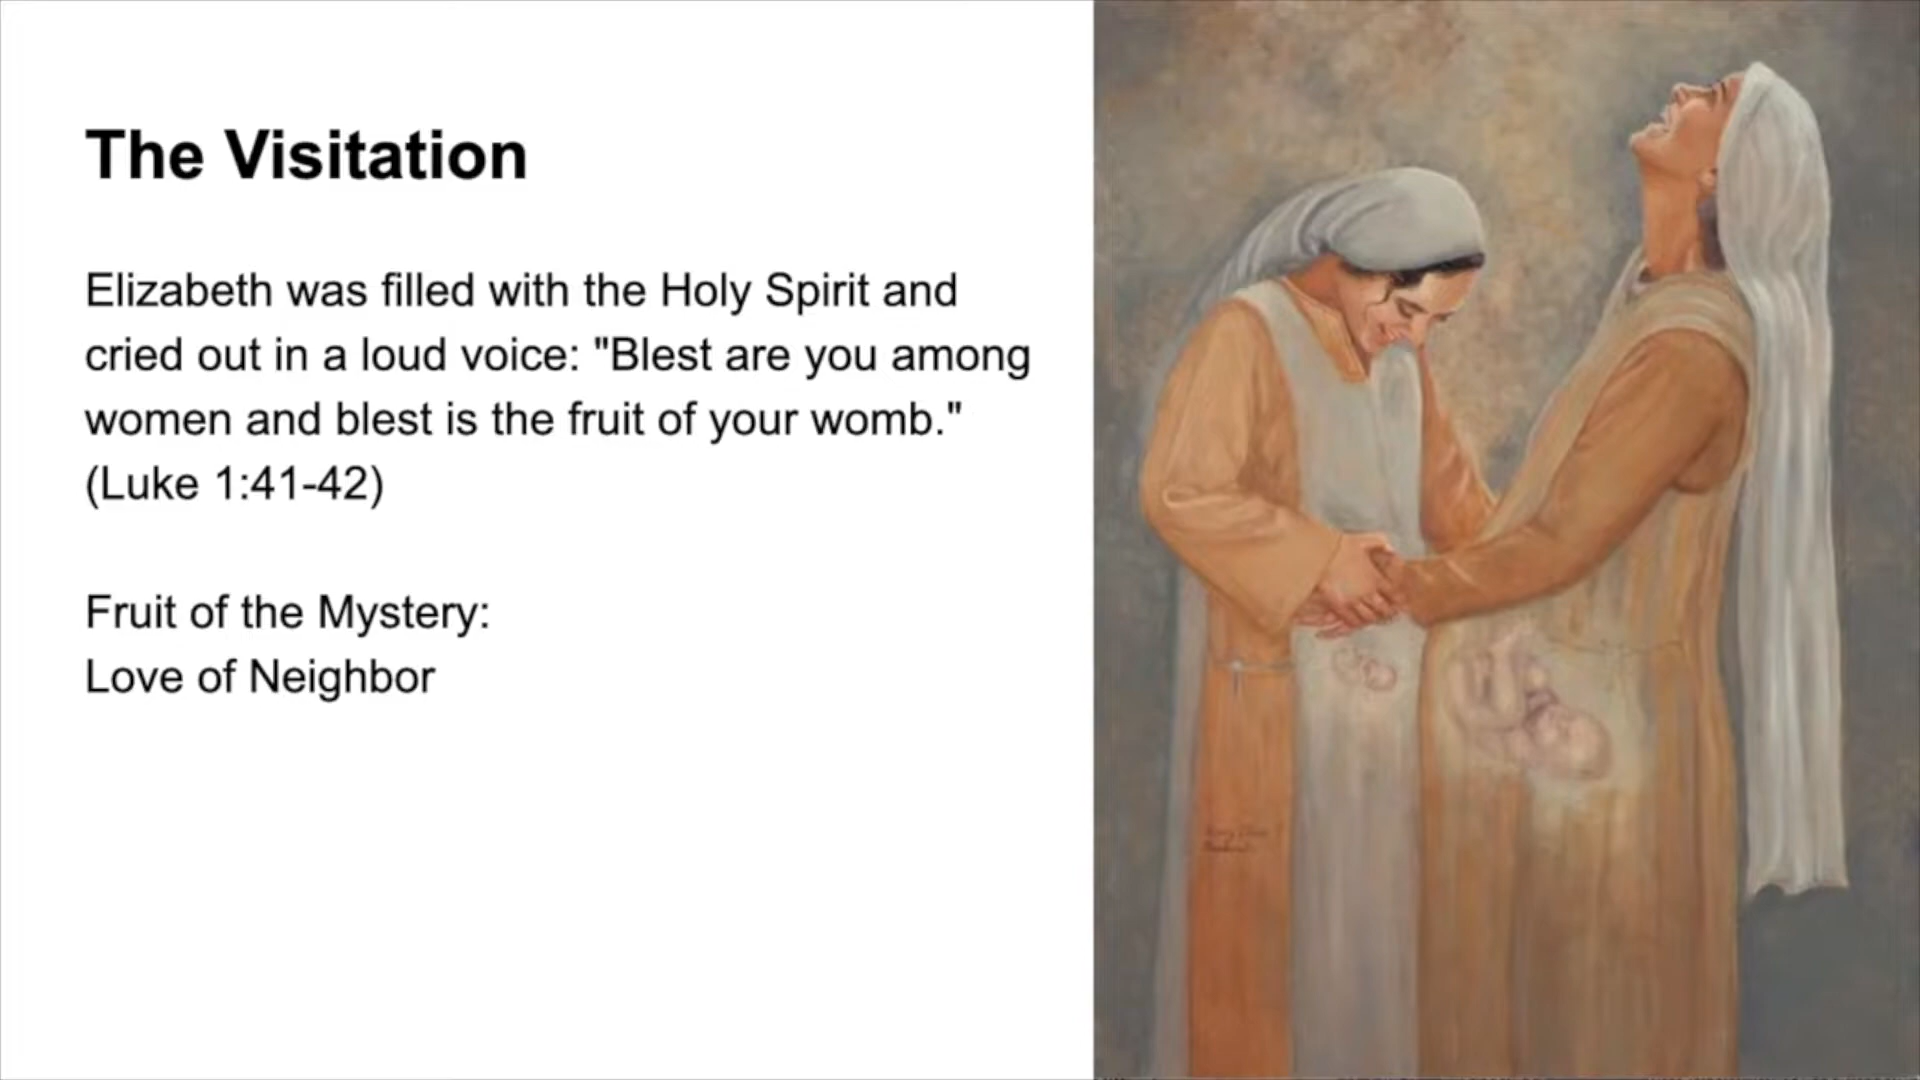 The Visitation
Elizabeth was filled with the Holy Spirit and
cried out in a loud voice: "Blest are you among
women and blest is the fruit of your womb."
(Luke 1:41-42)
Fruit of the Mystery:
Love of Neighbor